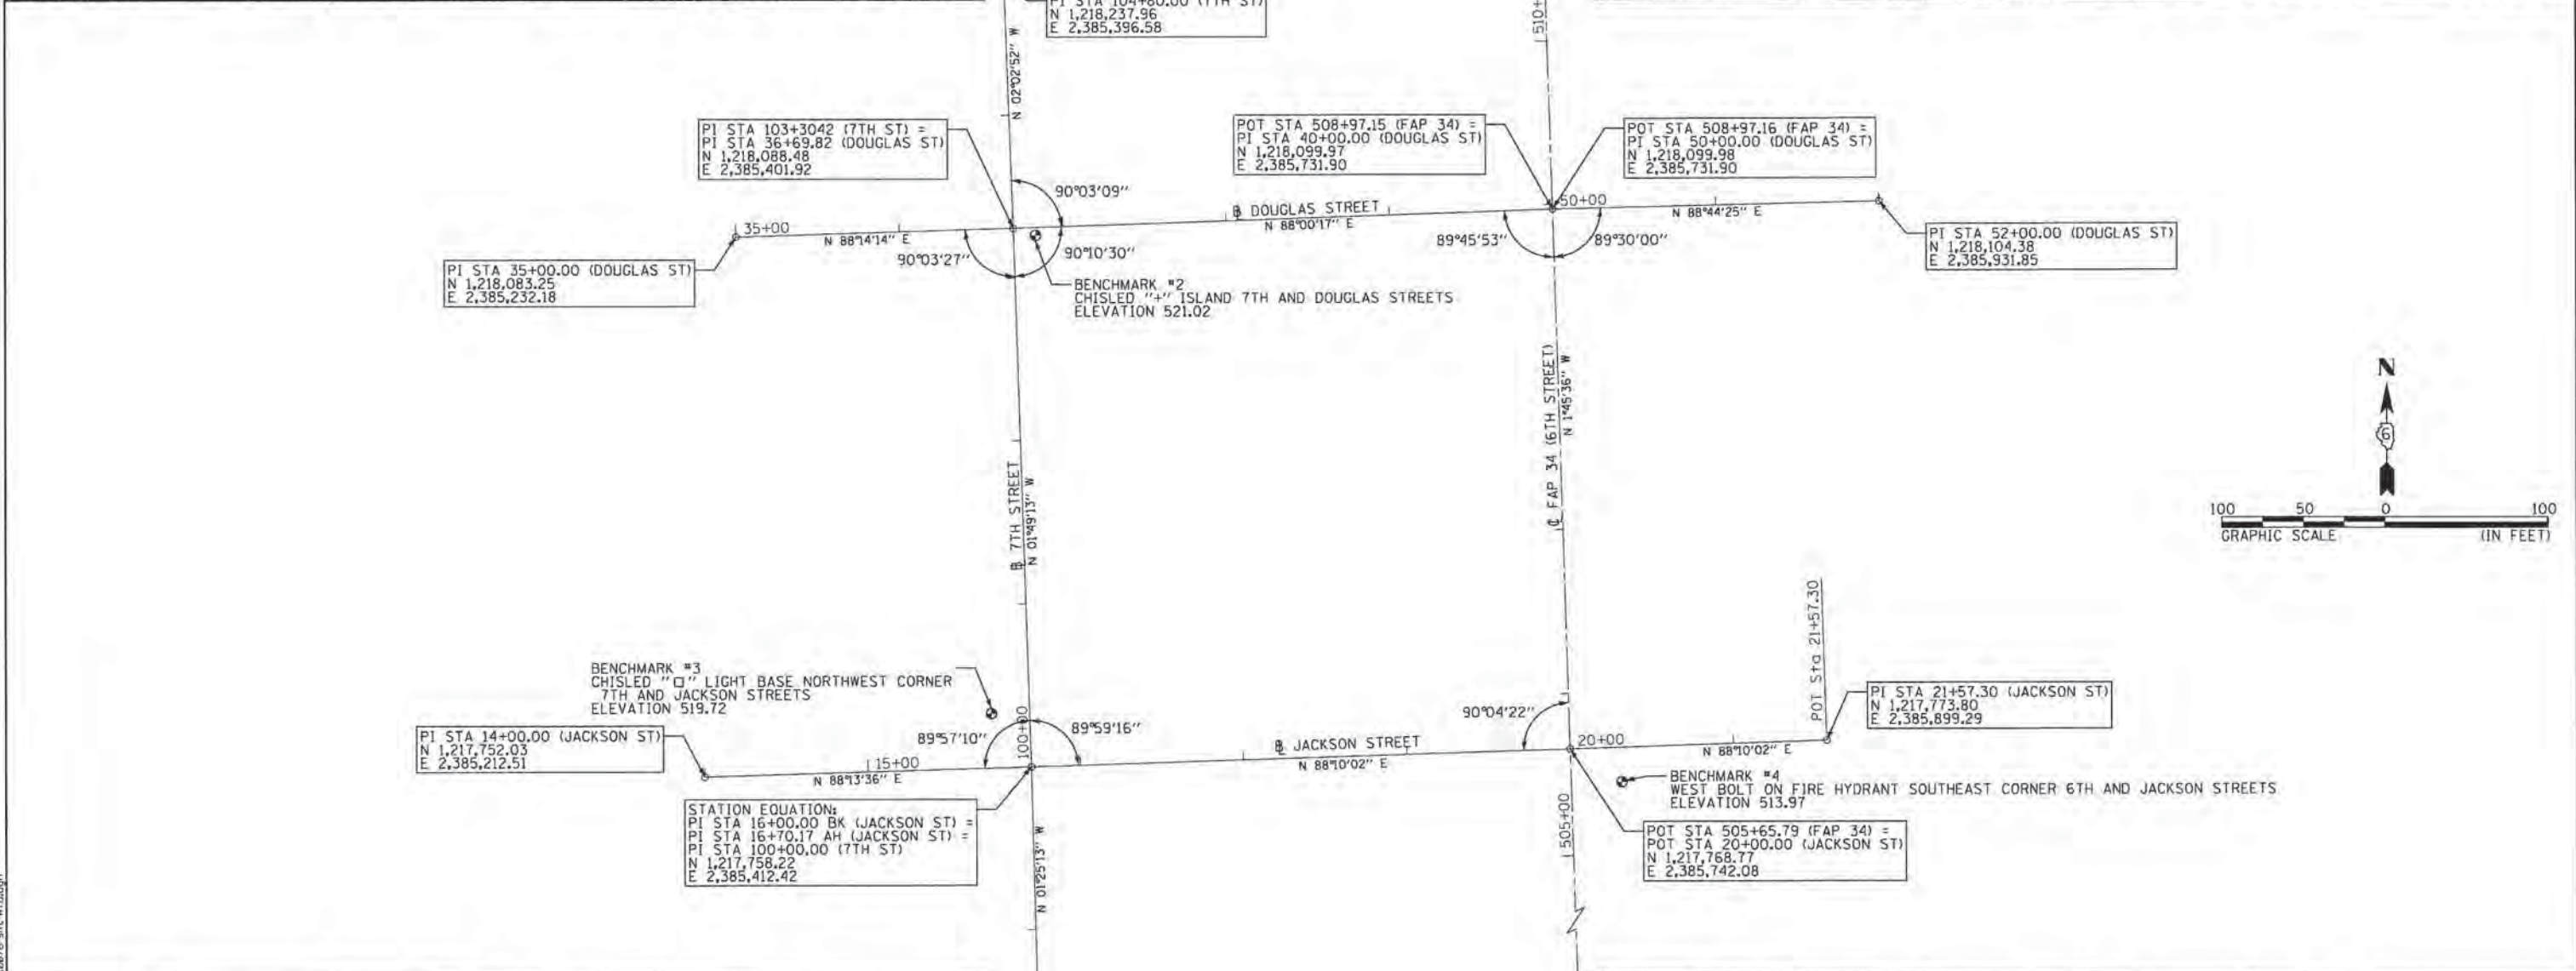 PI STA 104+80.00 (7TH ST)
N 1,218,237.96
E 2,385,396.58
N 02°02'52" W
510+
PI STA 103+3042 (7TH ST) =
PI STA 36+69.82 (DOUGLAS ST)
N 1,218,088.48
E 2,385,401.92
POT STA 508+97.15 (FAP 34) =
PI STA 40+00.00 (DOUGLAS ST)
N 1,218,099.97
E 2,385,731.90
POT STA 508+97.16 (FAP 34) =
PI STA 50+00.00 (DOUGLAS ST)
N 1,218,099.98
E 2,385,731.90
90°03'09"
35+00
N 88°14'14" E
℄ DOUGLAS STREET
N 88°00'17" E
50+00
N 88°44'25" E
90°03'27"
90°10'30"
89°45'53"
89°30'00"
PI STA 35+00.00 (DOUGLAS ST)
N 1,218,083.25
E 2,385,232.18
PI STA 52+00.00 (DOUGLAS ST)
N 1,218,104.38
E 2,385,931.85
BENCHMARK #2
CHISLED "+" ISLAND 7TH AND DOUGLAS STREETS
ELEVATION 521.02
℄ 7TH STREET
N 01°49'13" W
℄ FAP 34 (6TH STREET)
N 1°45'36" W
N
6
100 50 0 100
GRAPHIC SCALE (IN FEET)
BENCHMARK #3
CHISLED "□" LIGHT BASE NORTHWEST CORNER
7TH AND JACKSON STREETS
ELEVATION 519.72
PI STA 14+00.00 (JACKSON ST)
N 1,217,752.03
E 2,385,212.51
89°57'10"
100+00
89°59'16"
15+00
N 88°13'36" E
℄ JACKSON STREET
N 88°10'02" E
90°04'22"
20+00
N 88°10'02" E
POT Sta 21+57.30
PI STA 21+57.30 (JACKSON ST)
N 1,217,773.80
E 2,385,899.29
BENCHMARK #4
WEST BOLT ON FIRE HYDRANT SOUTHEAST CORNER 6TH AND JACKSON STREETS
ELEVATION 513.97
STATION EQUATION:
PI STA 16+00.00 BK (JACKSON ST) =
PI STA 16+70.17 AH (JACKSON ST) =
PI STA 100+00.00 (7TH ST)
N 1,217,758.22
E 2,385,412.42
N 01°25'13" W
505+00
POT STA 505+65.79 (FAP 34) =
POT STA 20+00.00 (JACKSON ST)
N 1,217,768.77
E 2,385,742.08